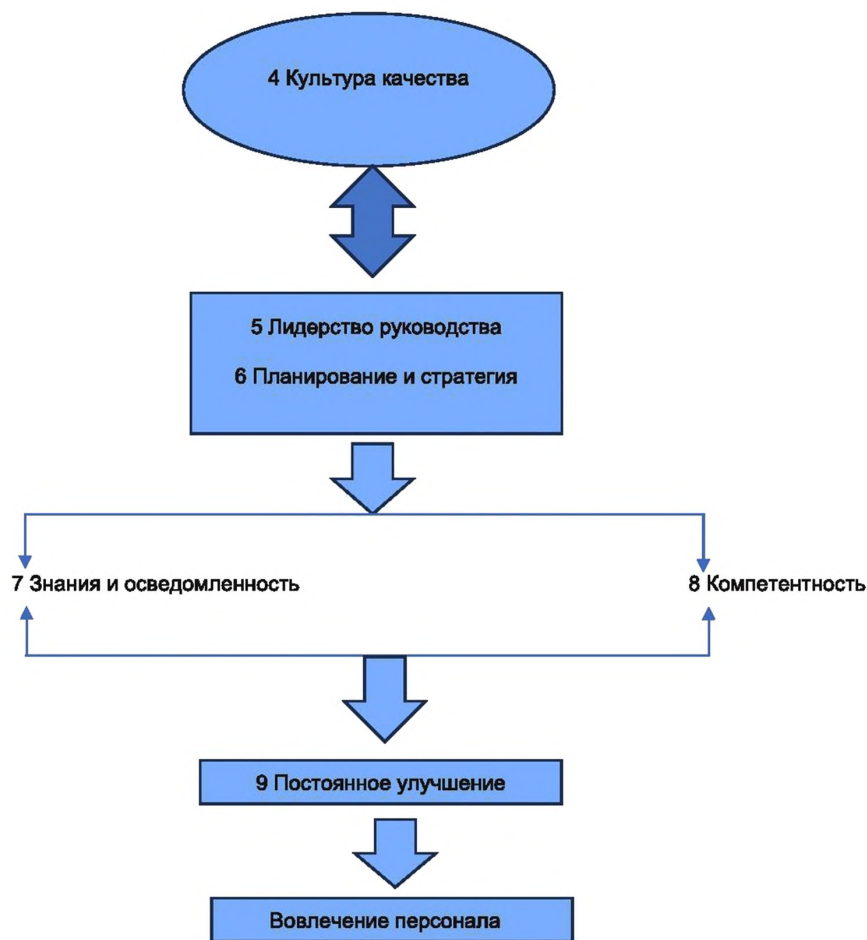 4 Культура качества
5 Лидерство руководства
6 Планирование и стратегия
7 Знания и осведомленность
8 Компетентность
9 Постоянное улучшение
Вовлечение персонала